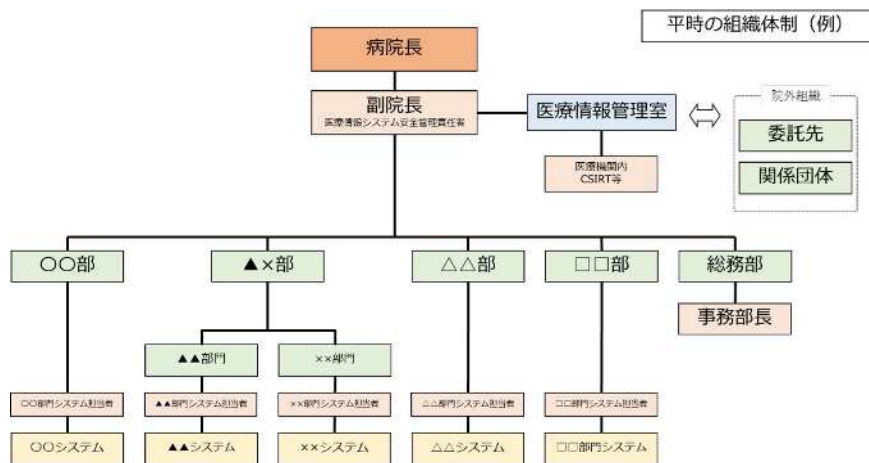 平時の組織体制（例）
病院長
副院長
医療情報システム安全管理責任者
医療情報管理室
医療機関内
CSIRT等
院外組織
委託先
関係団体
〇〇部
▲×部
△△部
□□部
総務部
事務部長
▲▲部門
××部門
〇〇部門システム担当者
▲▲部門システム担当者
××部門システム担当者
△△部門システム担当者
□□部門システム担当者
〇〇システム
▲▲システム
××システム
△△システム
□□部門システム